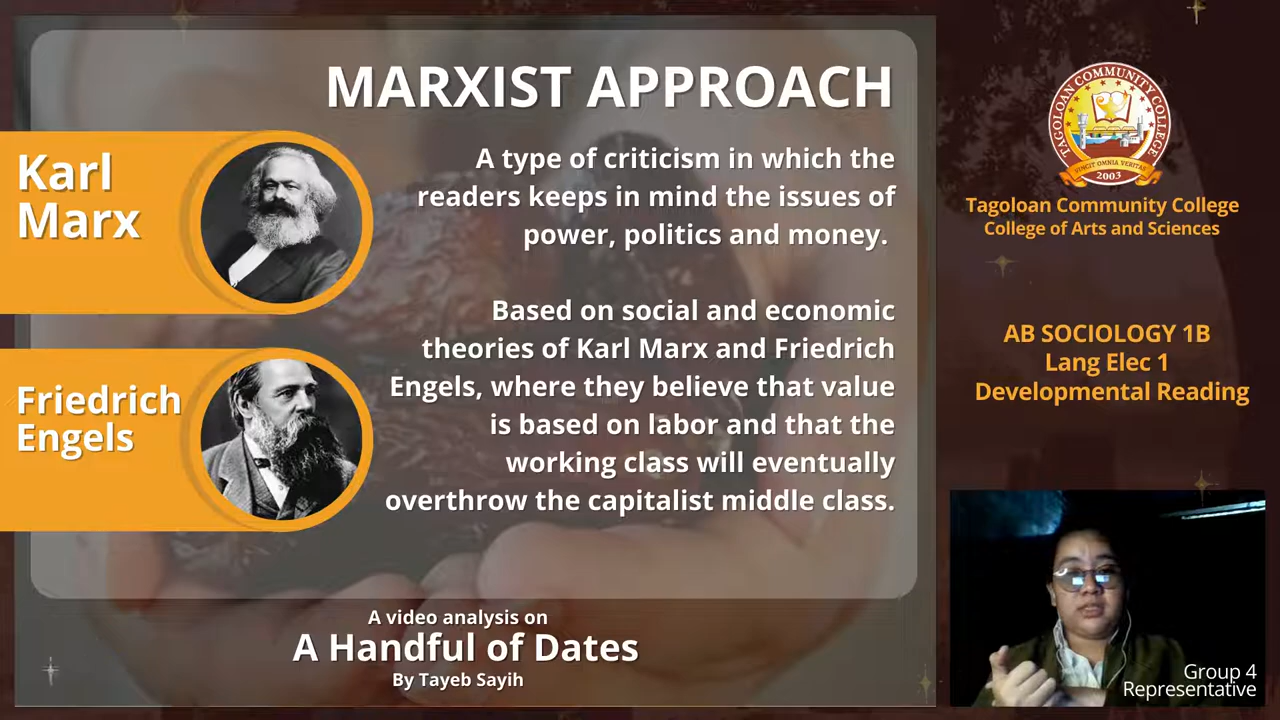 MARXIST APPROACH
Karl
Marx
A type of criticism in which the
readers keeps in mind the issues of
power, politics and money.
Based on social and economic
theories of Karl Marx and Friedrich
Engels, where they believe that value
is based on labor and that the
working class will eventually
overthrow the capitalist middle class.
Friedrich
Engels
A video analysis on
A Handful of Dates
By Tayeb Sayih
TAGOLOAN COMMUNITY COLLEGE
VINCIT OMNIA VERITAS
2003
Tagoloan Community College
College of Arts and Sciences
AB SOCIOLOGY 1B
Lang Elec 1
Developmental Reading
Group 4
Representative